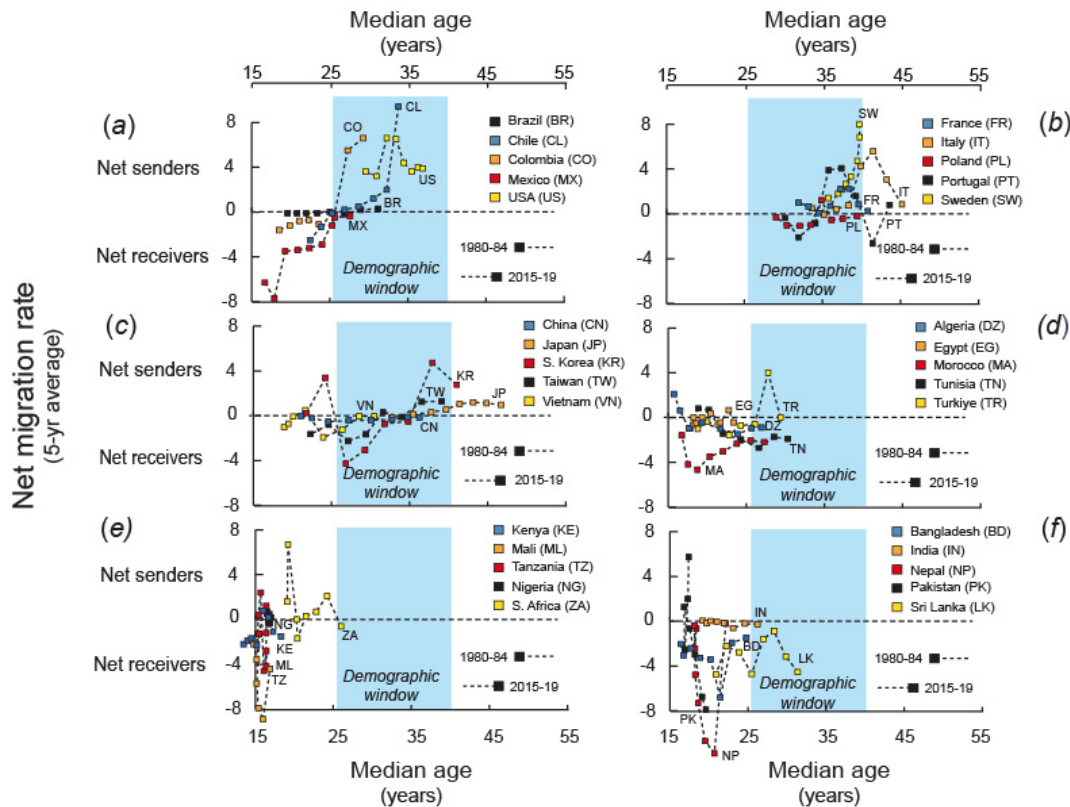 Median age
(years)
15 25 35 45 55
Median age
(years)
15 25 35 45 55
Net migration rate
(5-yr average)
Net senders
Net receivers
(a)
8
4
0
-4
-8
CO
CL
BR
MX
US
Brazil (BR)
Chile (CL)
Colombia (CO)
Mexico (MX)
USA (US)
1980-84
2015-19
Demographic
window
(b)
8
4
0
-4
-8
SW
FR
IT
PL
PT
France (FR)
Italy (IT)
Poland (PL)
Portugal (PT)
Sweden (SW)
1980-84
2015-19
Demographic
window
Net senders
Net receivers
(c)
8
4
0
-4
-8
VN
TW
KR
JP
CN
China (CN)
Japan (JP)
S. Korea (KR)
Taiwan (TW)
Vietnam (VN)
1980-84
2015-19
Demographic
window
(d)
8
4
0
-4
-8
EG
TR
DZ
TN
MA
Algeria (DZ)
Egypt (EG)
Morocco (MA)
Tunisia (TN)
Turkiye (TR)
1980-84
2015-19
Demographic
window
Net senders
Net receivers
(e)
8
4
0
-4
-8
NG
KE
ML
TZ
ZA
Kenya (KE)
Mali (ML)
Tanzania (TZ)
Nigeria (NG)
S. Africa (ZA)
1980-84
2015-19
Demographic
window
(f)
8
4
0
-4
-8
IN
BD
LK
PK
NP
Bangladesh (BD)
India (IN)
Nepal (NP)
Pakistan (PK)
Sri Lanka (LK)
1980-84
2015-19
Demographic
window
15 25 35 45 55
Median age
(years)
15 25 35 45 55
Median age
(years)